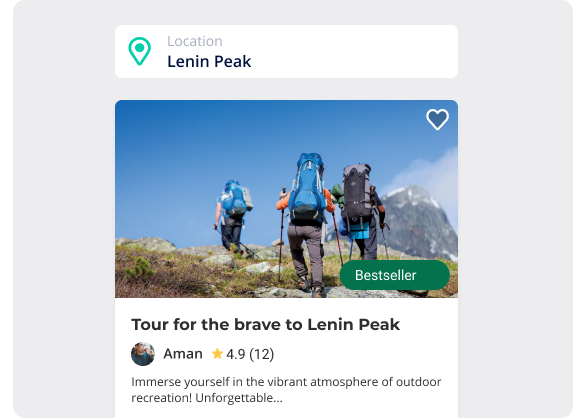 Location
Lenin Peak
Bestseller
Tour for the brave to Lenin Peak
Aman 4.9 (12)
Immerse yourself in the vibrant atmosphere of outdoor
recreation! Unforgettable...